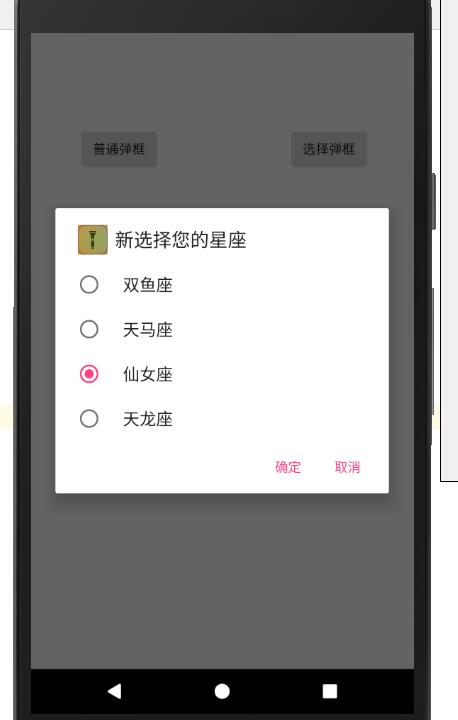 普通弹框 选择弹框
新选择您的星座
双鱼座
天马座
仙女座
天龙座
确定 取消